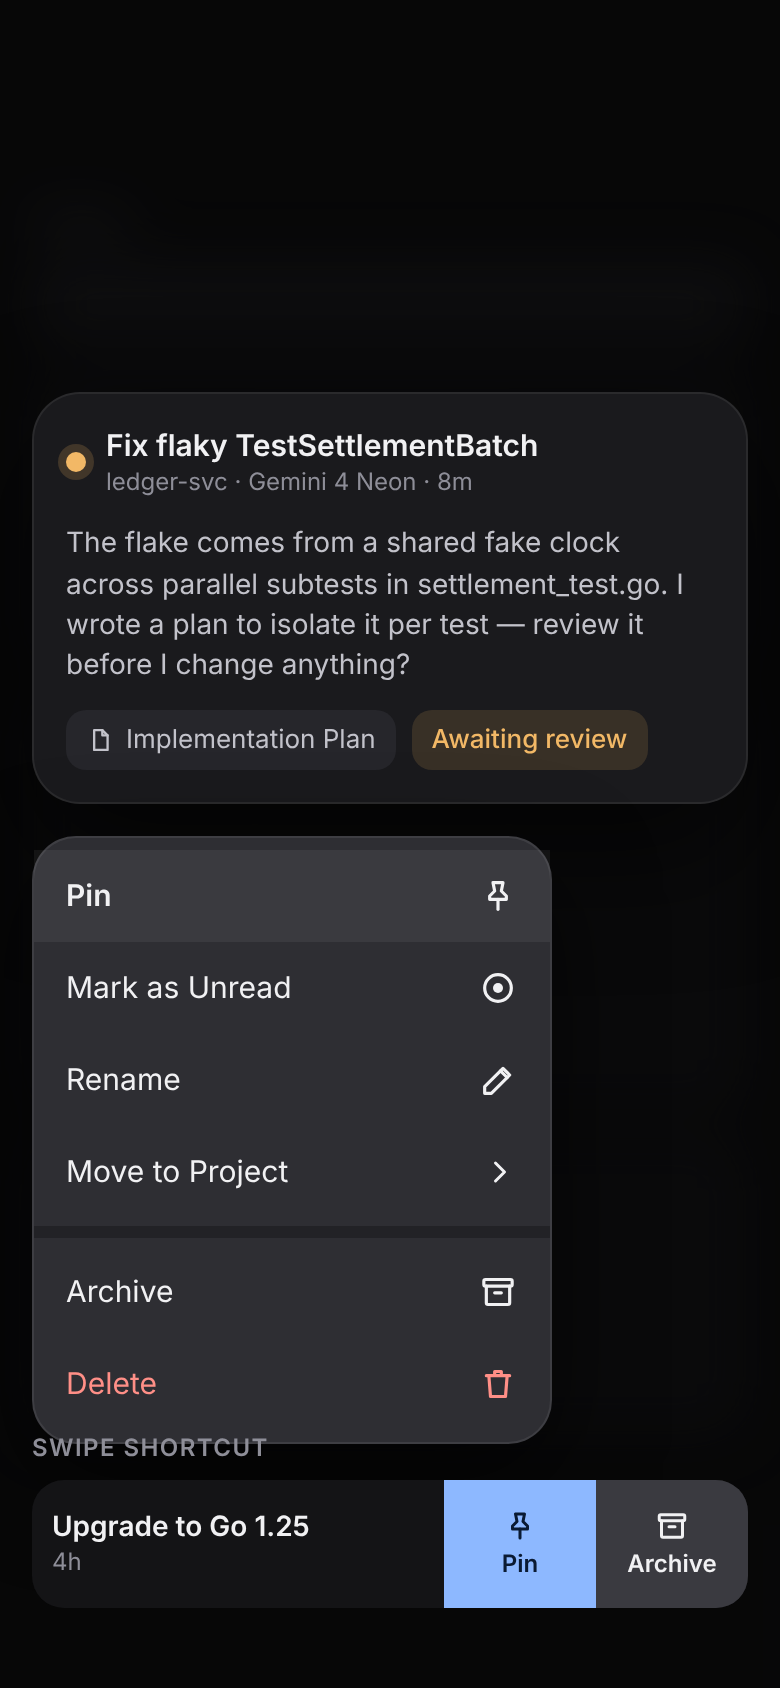 Fix flaky TestSettlementBatch
ledger-svc · Gemini 4 Neon · 8m
The flake comes from a shared fake clock
across parallel subtests in settlement_test.go. I
wrote a plan to isolate it per test — review it
before I change anything?
Implementation Plan
Awaiting review
Pin
Mark as Unread
Rename
Move to Project
Archive
Delete
SWIPE SHORTCUT
Upgrade to Go 1.25
4h
Pin
Archive